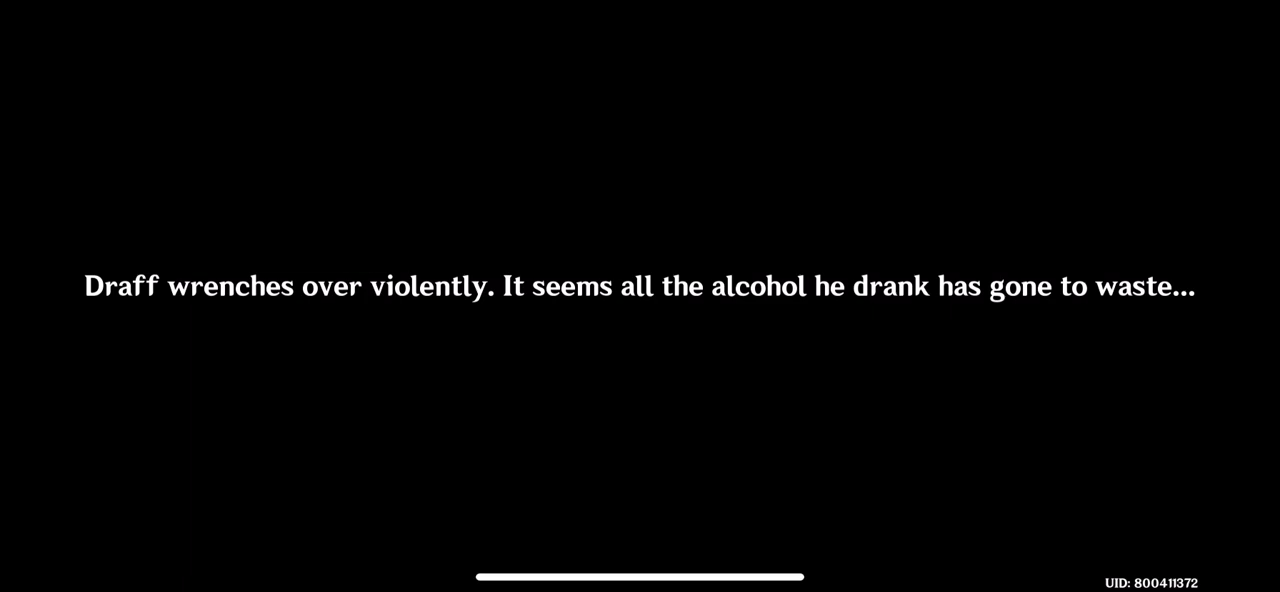 Draff wrenches over violently. It seems all the alcohol he drank has gone to waste...
UID: 800411372